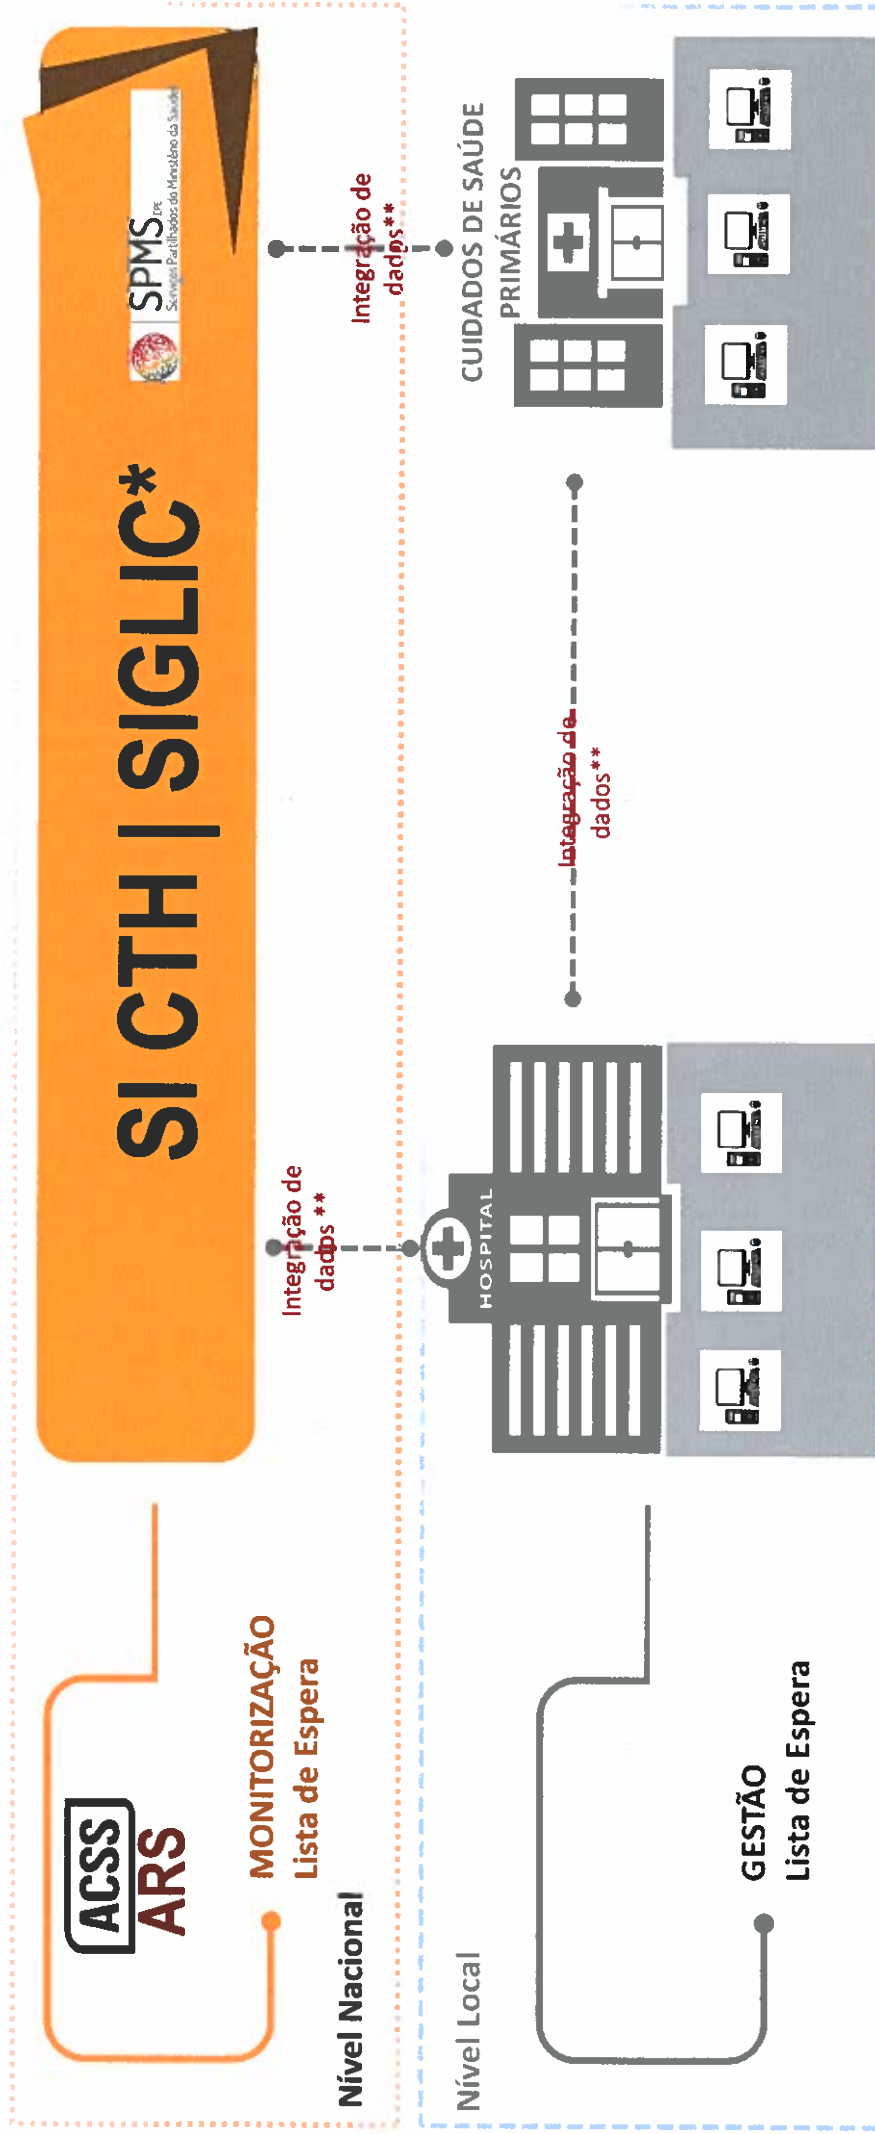 ACSS
ARS
MONITORIZAÇÃO
Lista de Espera
Nível Nacional
SI CTH | SIGLIC*
SPMS EPE
Serviços Partilhados do Ministério da Saúde
Integração de
dados **
Integração de
dados**
Nível Local
GESTÃO
Lista de Espera
HOSPITAL
Integração de
dados**
CUIDADOS DE SAÚDE
PRIMÁRIOS